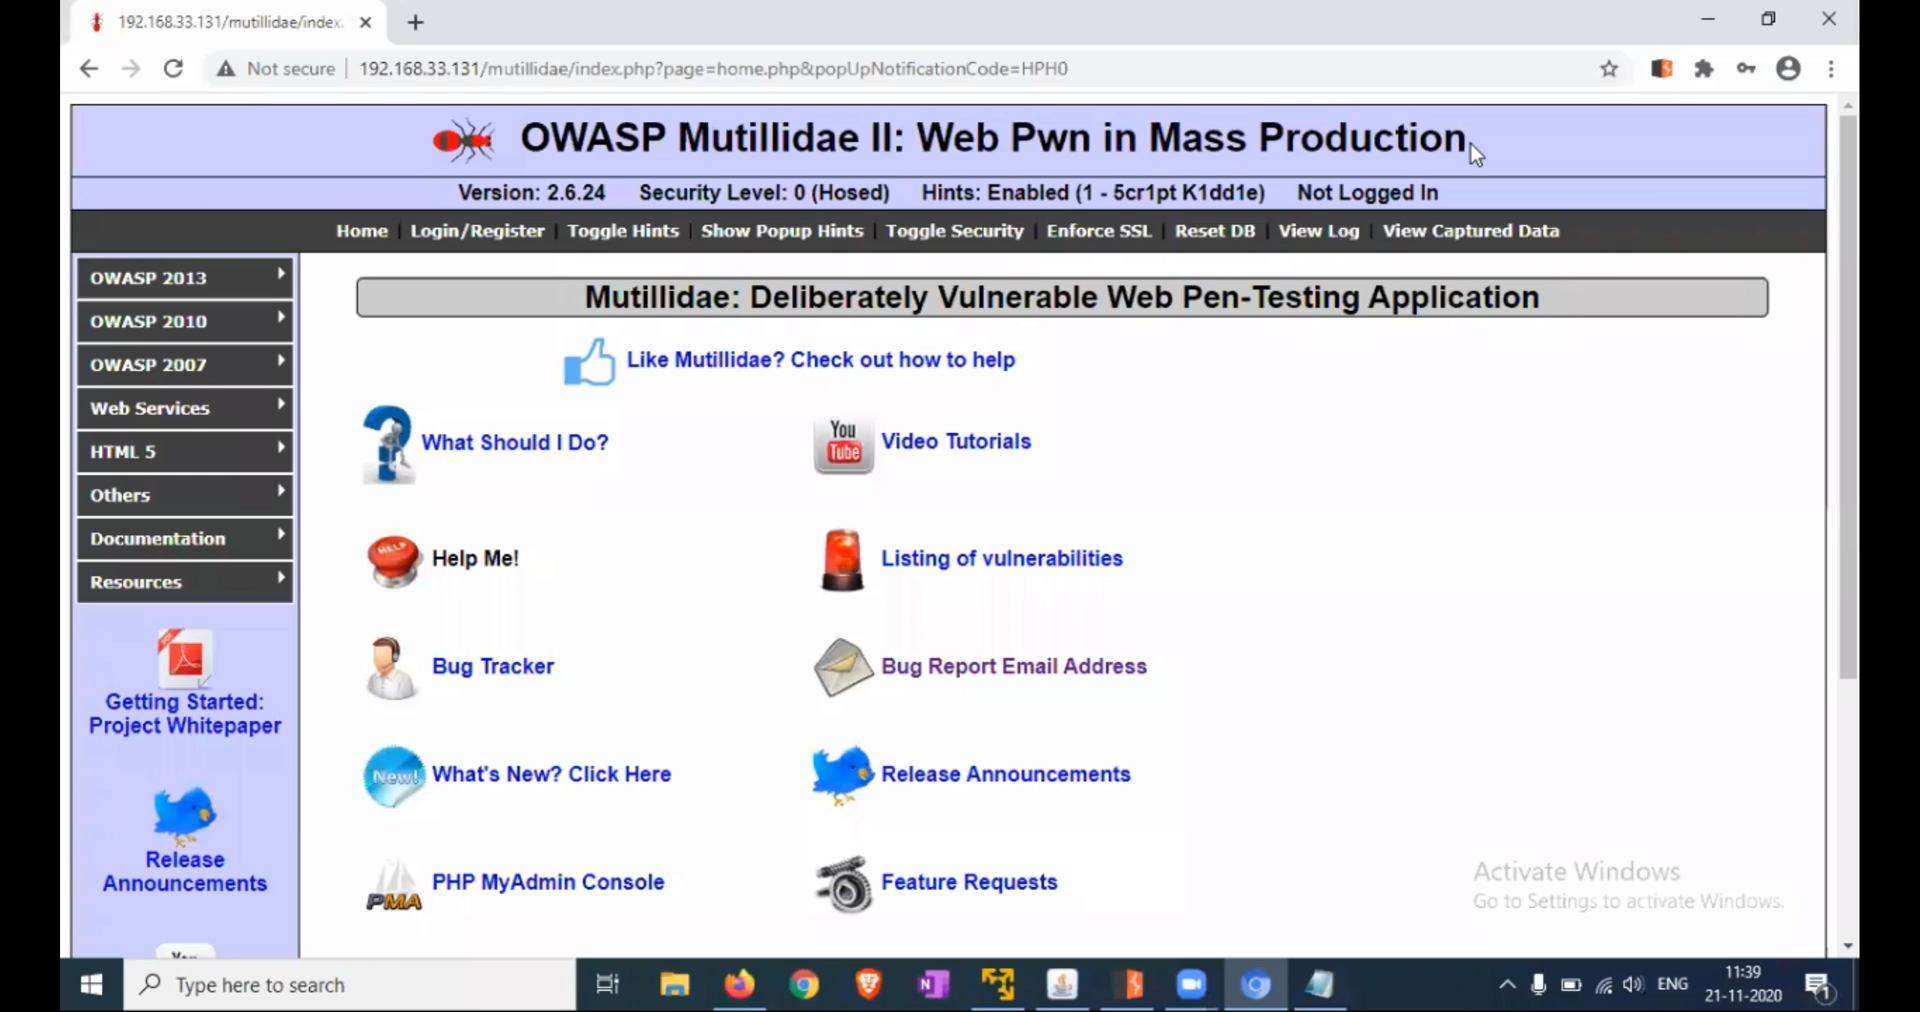 192.168.33.131/mutillidae/index.
Not secure
192.168.33.131/mutillidae/index.php?page=home.php&popUpNotificationCode=HPH0
OWASP Mutillidae II: Web Pwn in Mass Production
Version: 2.6.24 Security Level: 0 (Hosed) Hints: Enabled (1 - 5cr1pt K1dd1e) Not Logged In
Home Login/Register Toggle Hints Show Popup Hints Toggle Security Enforce SSL Reset DB View Log View Captured Data
OWASP 2013
OWASP 2010
OWASP 2007
Web Services
HTML 5
Others
Documentation
Resources
Getting Started:
Project Whitepaper
Release
Announcements
Mutillidae: Deliberately Vulnerable Web Pen-Testing Application
Like Mutillidae? Check out how to help
What Should I Do?
You
Tube
Video Tutorials
HELP
Help Me!
Listing of vulnerabilities
Bug Tracker
Bug Report Email Address
New!
What's New? Click Here
Release Announcements
PMA
PHP MyAdmin Console
Feature Requests
Activate Windows
Go to Settings to activate Windows.
Type here to search
N
ENG
11:39
21-11-2020
1